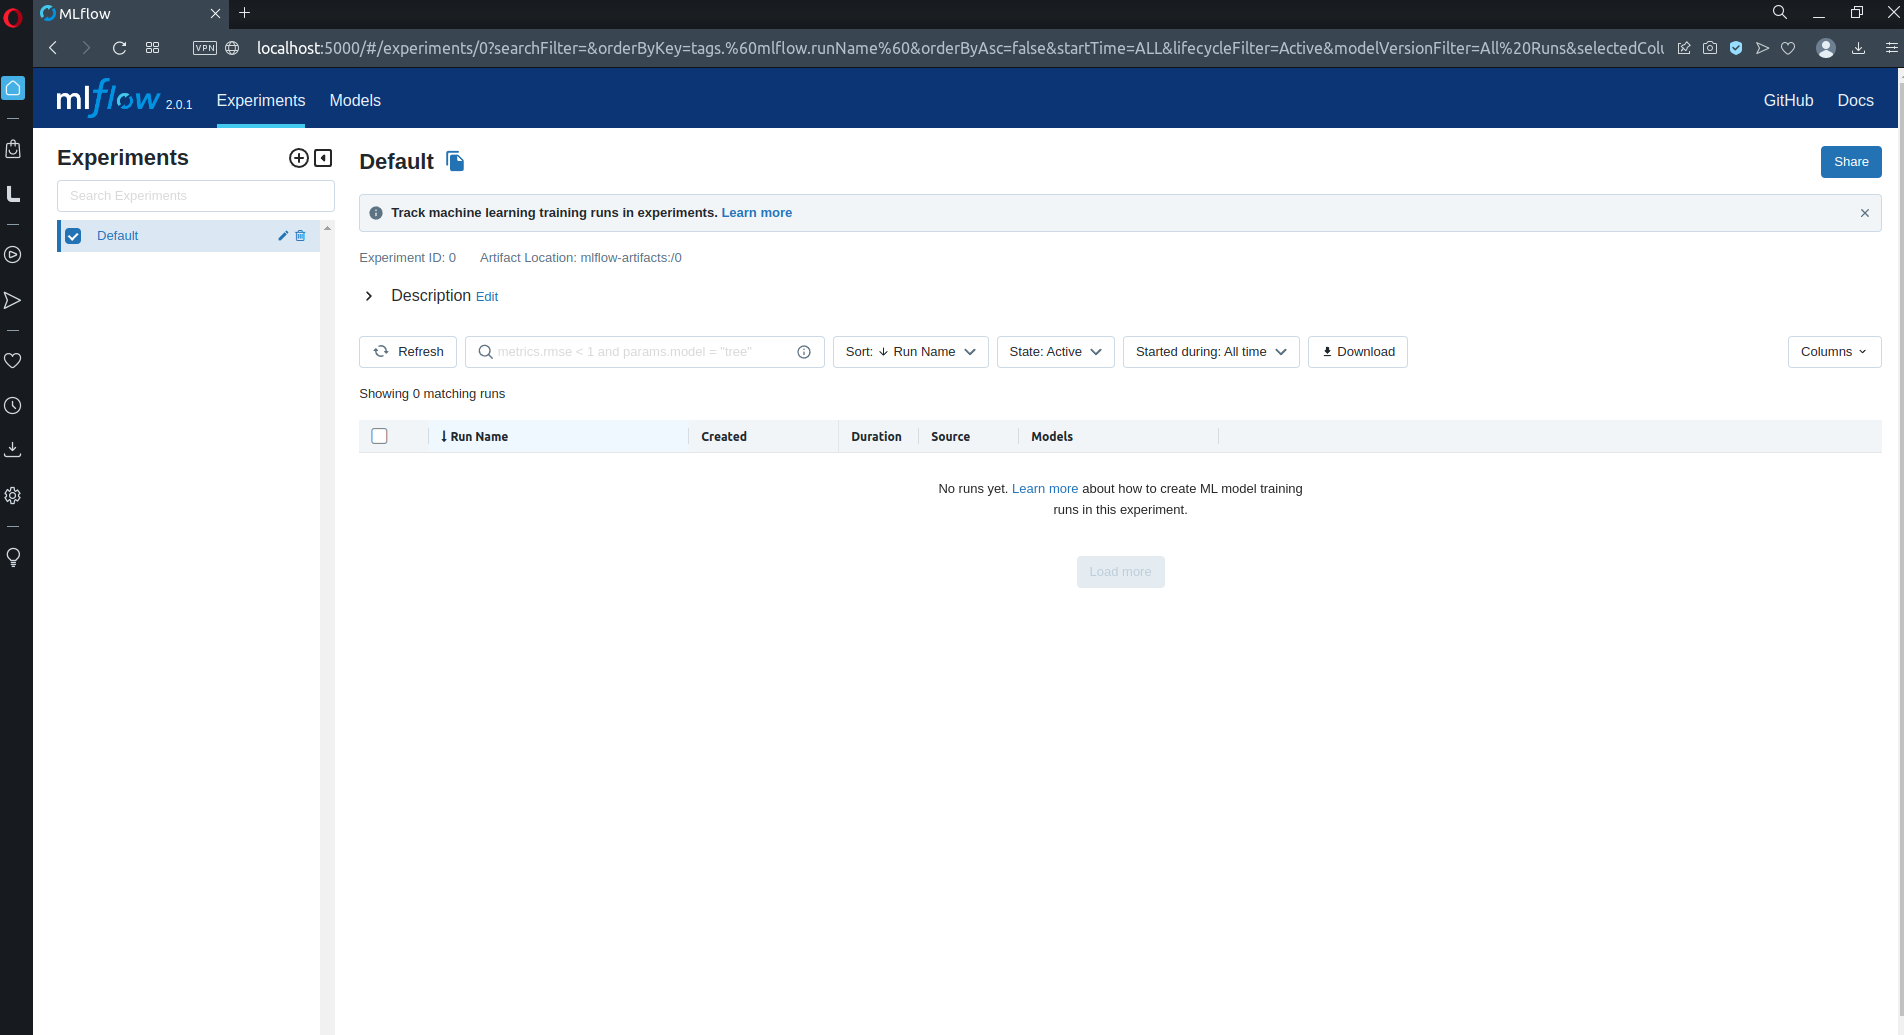 MLflow
VPN
localhost:5000/#/experiments/0?searchFilter=&orderByKey=tags.%60mlflow.runName%60&orderByAsc=false&startTime=ALL&lifecycleFilter=Active&modelVersionFilter=All%20Runs&selectedColu
mlflow 2.0.1 Experiments Models GitHub Docs
Experiments
Search Experiments
Default
Default
Share
Track machine learning training runs in experiments. Learn more
Experiment ID: 0 Artifact Location: mlflow-artifacts:/0
Description Edit
Refresh metrics.rmse < 1 and params.model = "tree" Sort: ↓ Run Name State: Active Started during: All time Download Columns
Showing 0 matching runs
↓ Run Name Created Duration Source Models
No runs yet. Learn more about how to create ML model training
runs in this experiment.
Load more